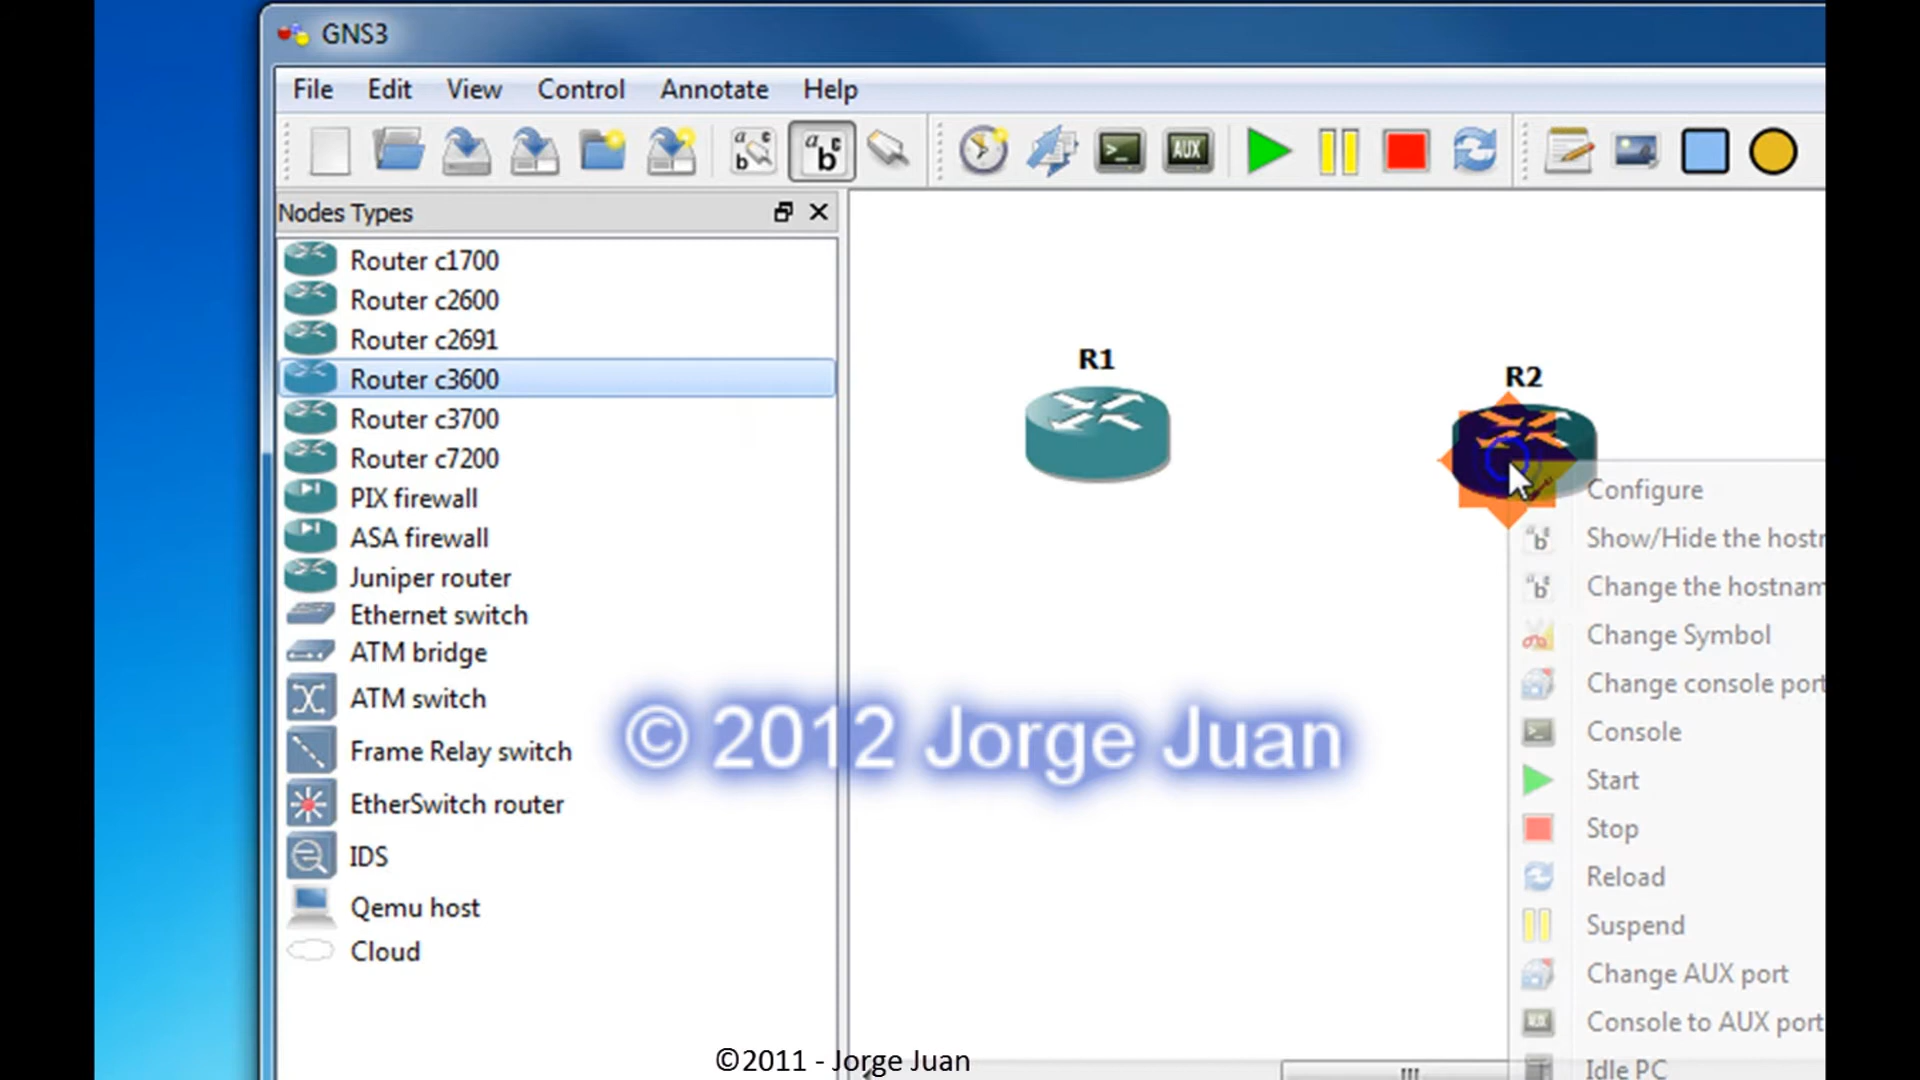 GNS3
File Edit View Control Annotate Help
AUX
Nodes Types
Router c1700
Router c2600
Router c2691
Router c3600
Router c3700
Router c7200
PIX firewall
ASA firewall
Juniper router
Ethernet switch
ATM bridge
ATM switch
Frame Relay switch
EtherSwitch router
IDS
Qemu host
Cloud
R1
R2
Configure
Show/Hide the hostn
Change the hostnam
Change Symbol
Change console port
Console
Start
Stop
Reload
Suspend
Change AUX port
Console to AUX port
Idle PC
© 2012 Jorge Juan
©2011 - Jorge Juan